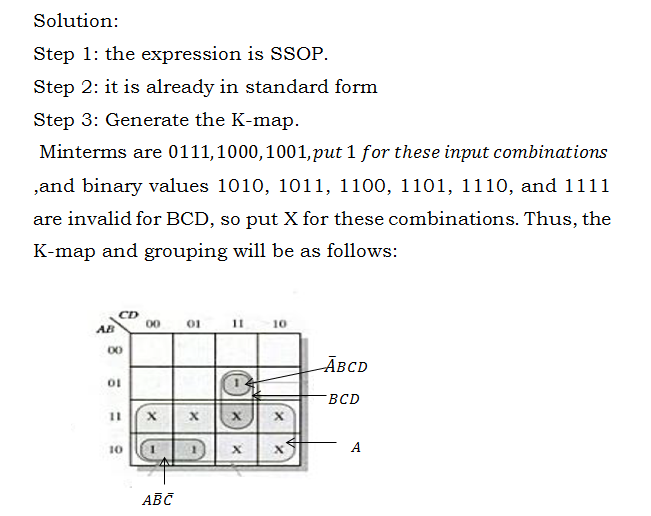 Solution:
Step 1: the expression is SSOP.
Step 2: it is already in standard form
Step 3: Generate the K-map.
Minterms are 0111,1000,1001,put 1 for these input combinations
,and binary values 1010, 1011, 1100, 1101, 1110, and 1111
are invalid for BCD, so put X for these combinations. Thus, the
K-map and grouping will be as follows:
CD
AB 00 01 11 10
00
01 1
11 X X X X
10 1 1 X X
ĀBCD
BCD
A
AB̄C̄